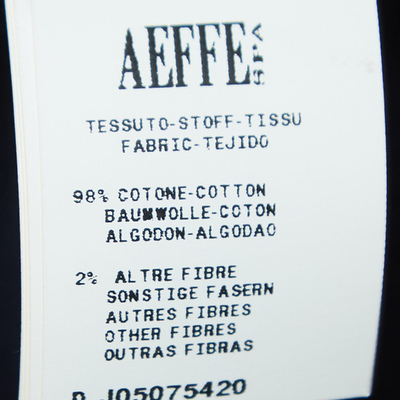 AEFFE SPA
TESSUTO-STOFF-TISSU
FABRIC-TEJIDO
98% COTONE-COTTON
BAUMWOLLE-COTON
ALGODON-ALGODAO
2% ALTRE FIBRE
SONSTIGE FASERN
AUTRES FIBRES
OTHER FIBRES
OUTRAS FIBRAS
J05075420